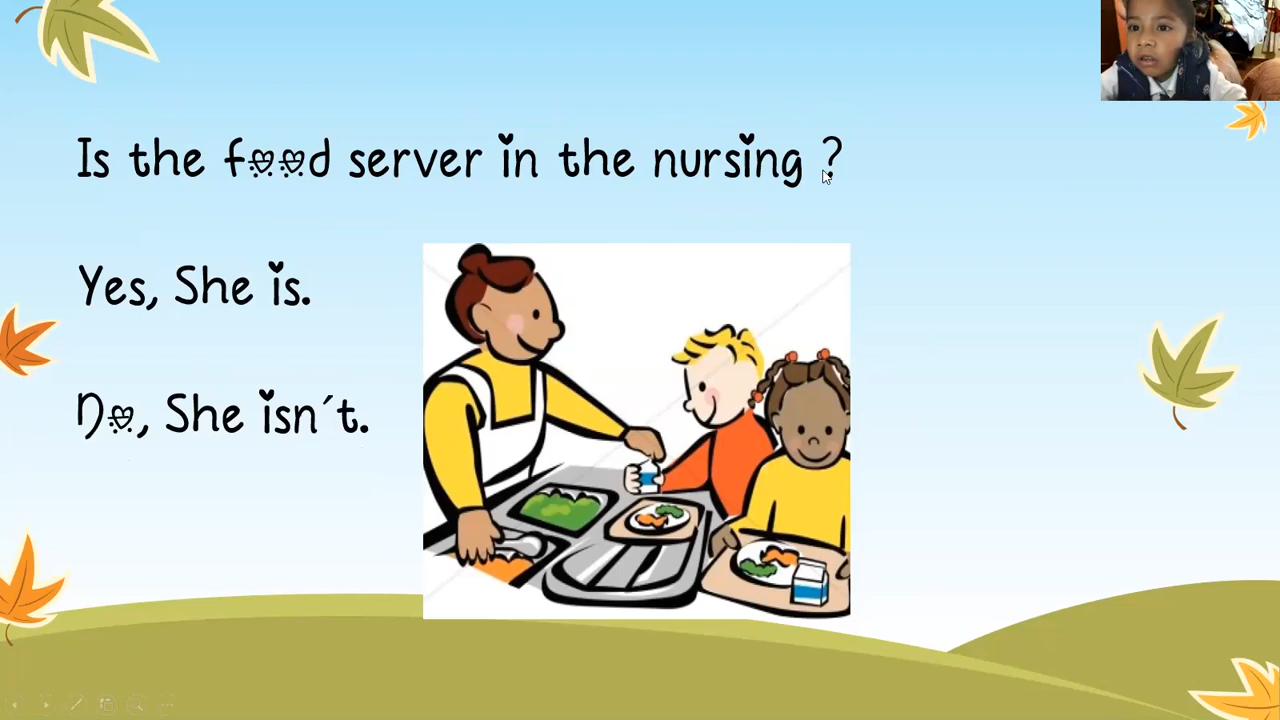 Is the food server in the nursing ?
Yes, She is.
No, She isn´t.